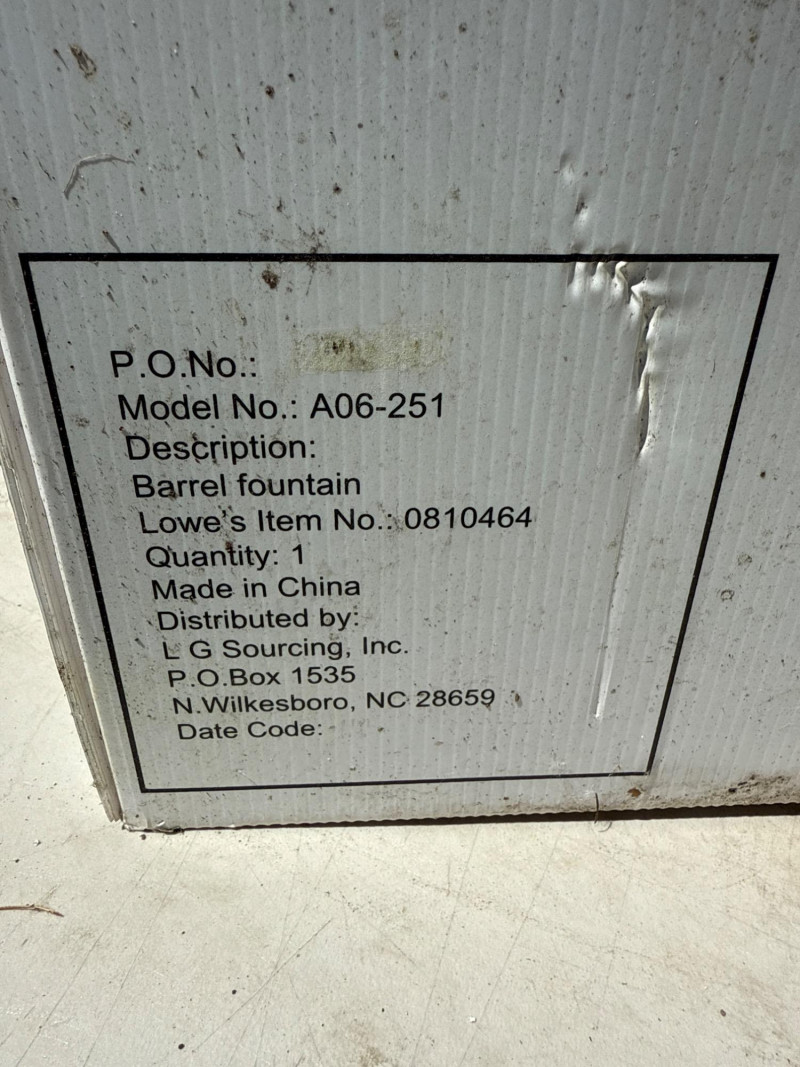 P.O.No.:
Model No.: A06-251
Description:
Barrel fountain
Lowe's Item No.: 0810464
Quantity: 1
Made in China
Distributed by:
L G Sourcing, Inc.
P.O.Box 1535
N.Wilkesboro, NC 28659
Date Code: